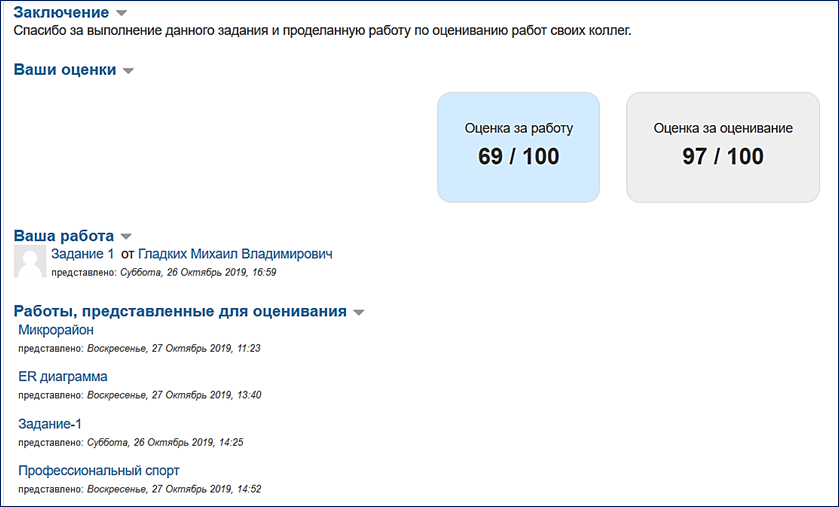 Заключение
Спасибо за выполнение данного задания и проделанную работу по оцениванию работ своих коллег.
Ваши оценки
Оценка за работу
69 / 100
Оценка за оценивание
97 / 100
Ваша работа
Задание 1 от Гладких Михаил Владимирович
представлено: Суббота, 26 Октябрь 2019, 16:59
Работы, представленные для оценивания
Микрорайон
представлено: Воскресенье, 27 Октябрь 2019, 11:23
ER диаграмма
представлено: Воскресенье, 27 Октябрь 2019, 13:40
Задание-1
представлено: Суббота, 26 Октябрь 2019, 14:25
Профессиональный спорт
представлено: Воскресенье, 27 Октябрь 2019, 14:52